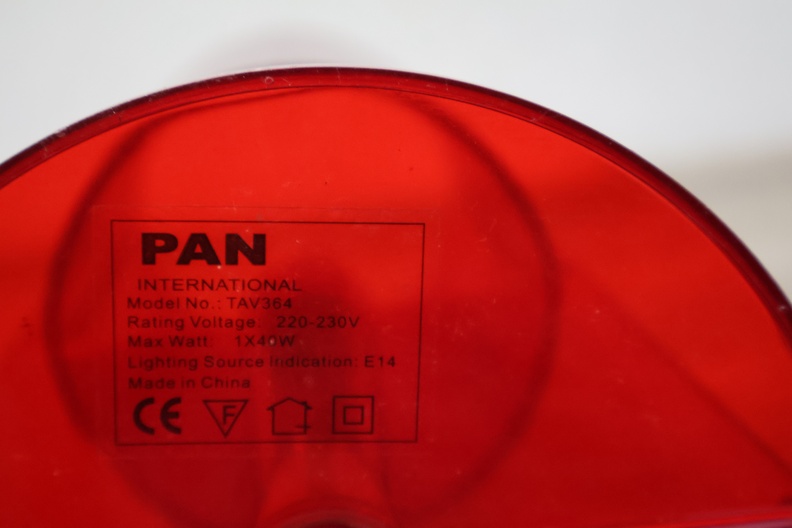 PAN
INTERNATIONAL
Model No.: TAV364
Rating Voltage: 220-230V
Max Watt: 1X40W
Lighting Source Indication: E14
Made in China
CE F